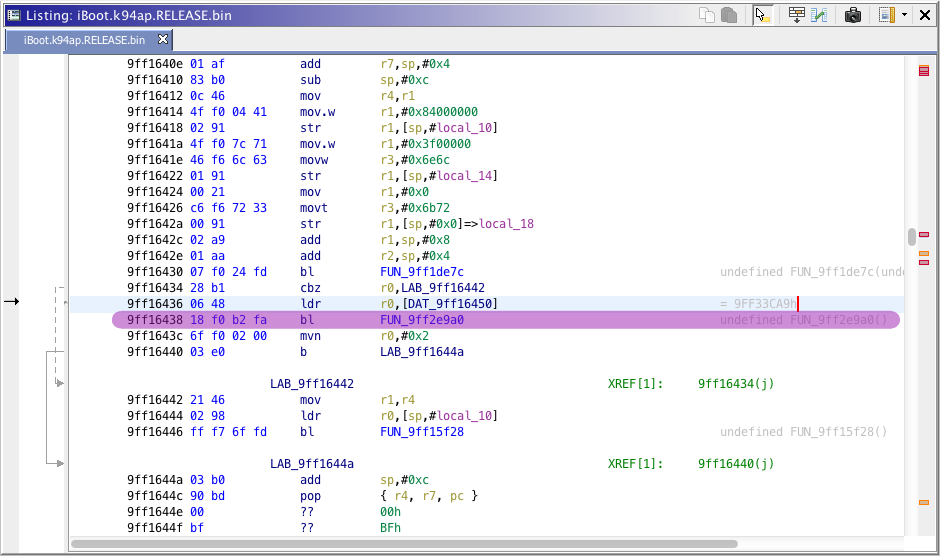 Listing: iBoot.k94ap.RELEASE.bin
iBoot.k94ap.RELEASE.bin
9ff1640e 01 af add r7,sp,#0x4
9ff16410 83 b0 sub sp,#0xc
9ff16412 0c 46 mov r4,r1
9ff16414 4f f0 04 41 mov.w r1,#0x84000000
9ff16418 02 91 str r1,[sp,#local_10]
9ff1641a 4f f0 7c 71 mov.w r1,#0x3f00000
9ff1641e 46 f6 6c 63 movw r3,#0x6e6c
9ff16422 01 91 str r1,[sp,#local_14]
9ff16424 00 21 mov r1,#0x0
9ff16426 c6 f6 72 33 movt r3,#0x6b72
9ff1642a 00 91 str r1,[sp,#0x0]=>local_18
9ff1642c 02 a9 add r1,sp,#0x8
9ff1642e 01 aa add r2,sp,#0x4
9ff16430 07 f0 24 fd bl FUN_9ff1de7c undefined FUN_9ff1de7c(unde
9ff16434 28 b1 cbz r0,LAB_9ff16442
9ff16436 06 48 ldr r0,[DAT_9ff16450] = 9FF33CA9h
9ff16438 18 f0 b2 fa bl FUN_9ff2e9a0 undefined FUN_9ff2e9a0()
9ff1643c 6f f0 02 00 mvn r0,#0x2
9ff16440 03 e0 b LAB_9ff1644a
LAB_9ff16442 XREF[1]: 9ff16434(j)
9ff16442 21 46 mov r1,r4
9ff16444 02 98 ldr r0,[sp,#local_10]
9ff16446 ff f7 6f fd bl FUN_9ff15f28 undefined FUN_9ff15f28()
LAB_9ff1644a XREF[1]: 9ff16440(j)
9ff1644a 03 b0 add sp,#0xc
9ff1644c 90 bd pop { r4, r7, pc }
9ff1644e 00 ?? 00h
9ff1644f bf ?? BFh